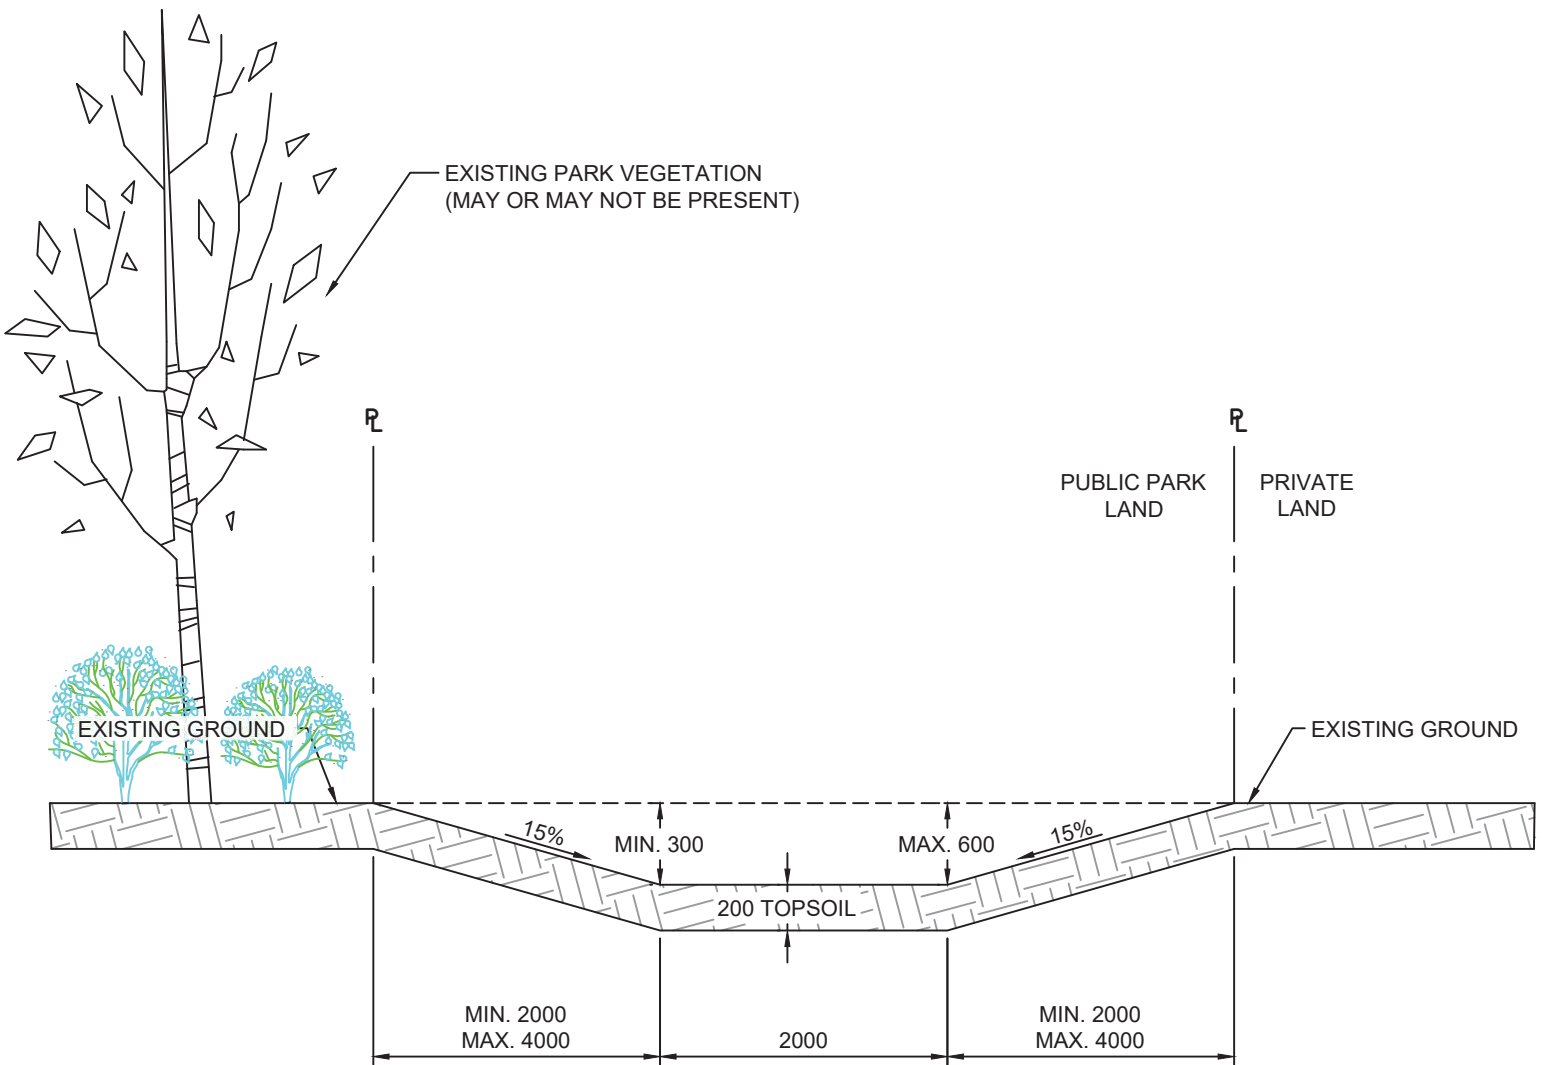 EXISTING PARK VEGETATION
(MAY OR MAY NOT BE PRESENT)
PL
PL
PUBLIC PARK
LAND
PRIVATE
LAND
EXISTING GROUND
EXISTING GROUND
15%
MIN. 300
MAX. 600
15%
200 TOPSOIL
MIN. 2000
MAX. 4000
2000
MIN. 2000
MAX. 4000